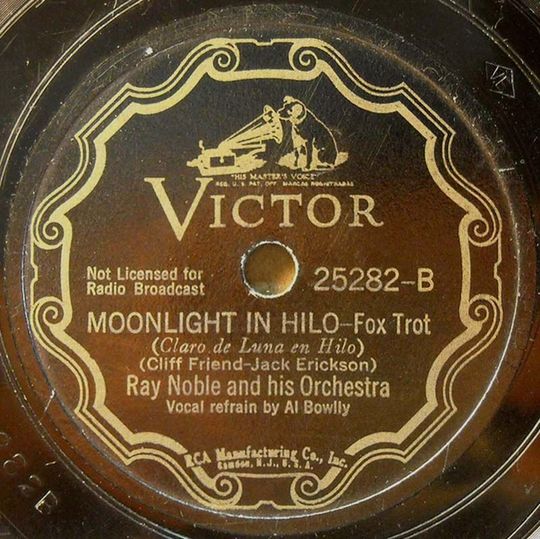 "HIS MASTER'S VOICE"
REG. U. S. PAT. OFF. MARCAS REGISTRADAS
VICTOR
Not Licensed for
Radio Broadcast
25282-B
MOONLIGHT IN HILO-Fox Trot
(Claro de Luna en Hilo)
(Cliff Friend-Jack Erickson)
Ray Noble and his Orchestra
Vocal refrain by Al Bowlly
RCA Manufacturing Co., Inc.
Camden, N.J., U.S.A.